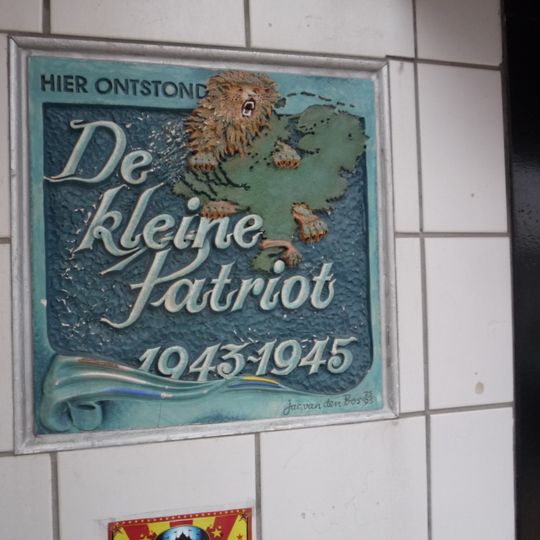 HIER ONTSTOND
De
kleine
Patriot
1943-1945
Jac. van den Bos